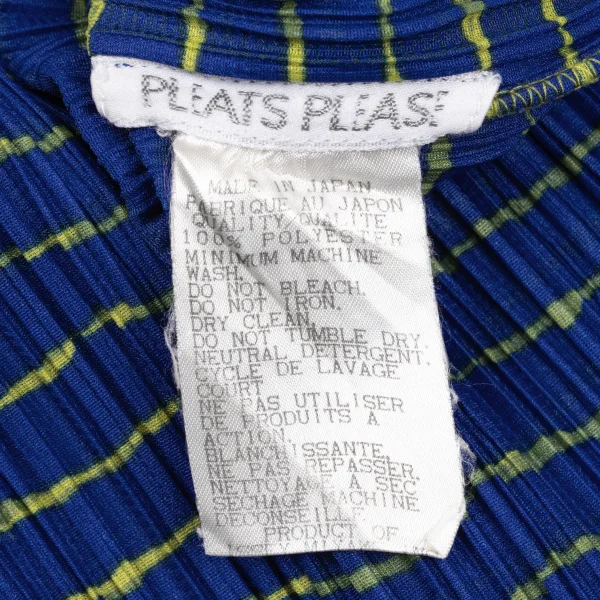 PLEATS PLEASE
MADE IN JAPAN
FABRIQUE AU JAPON
QUALITY/QUALITE
100% POLYESTER
MINIMUM MACHINE
WASH.
DO NOT BLEACH.
DO NOT IRON.
DRY CLEAN.
DO NOT TUMBLE DRY.
NEUTRAL DETERGENT.
CYCLE DE LAVAGE
COURT
NE PAS UTILISER
DE PRODUITS A
ACTION.
BLANCHISSANTE.
NE PAS REPASSER
NETTOYAGE A SEC
SECHAGE MACHINE
DECONSEILLE
PRODUCT OF